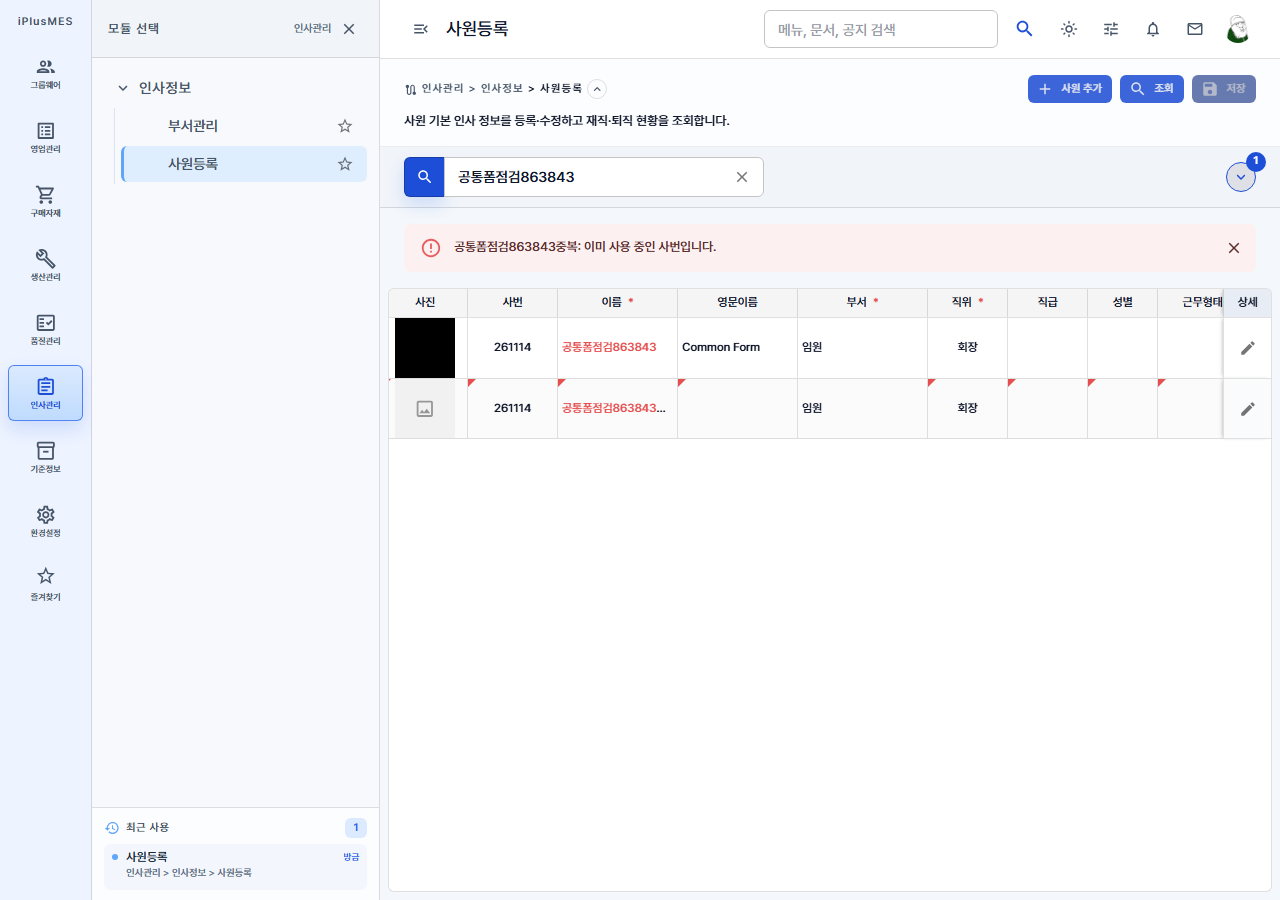 iPlusMES
그룹웨어
영업관리
구매자재
생산관리
품질관리
인사관리
기준정보
환경설정
즐겨찾기
모듈 선택
인사관리
인사정보
부서관리
사원등록
최근 사용
1
사원등록
방금
인사관리 > 인사정보 > 사원등록
사원등록
메뉴, 문서, 공지 검색
인사관리 > 인사정보 > 사원등록
사원 추가
조회
저장
사원 기본 인사 정보를 등록·수정하고 재직·퇴직 현황을 조회합니다.
공통폼점검863843
1
공통폼점검863843중복: 이미 사용 중인 사번입니다.
사진 사번 이름 * 영문이름 부서 * 직위 * 직급 성별 근무형태 상세
261114 공통폼점검863843 Common Form 임원 회장
261114 공통폼점검863843... 임원 회장